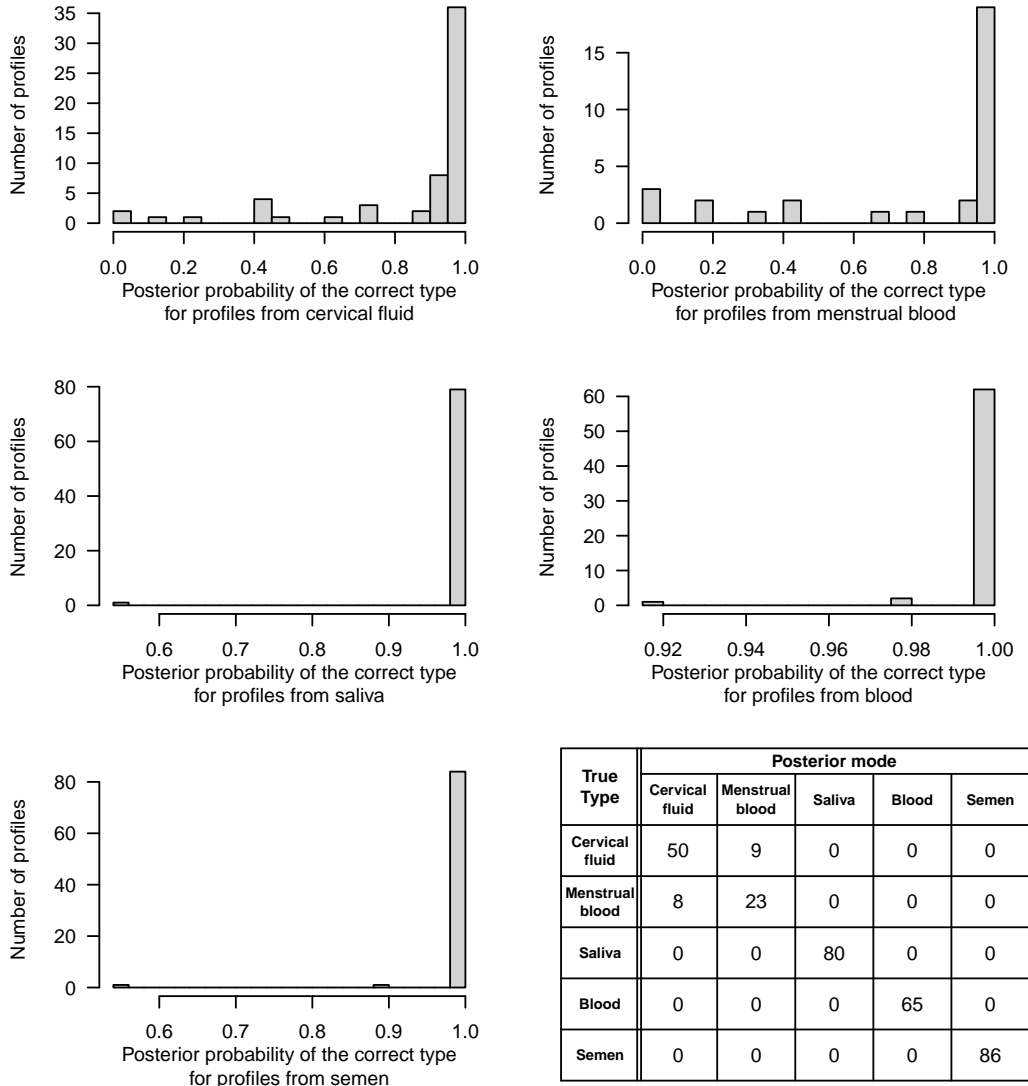 Number of profiles
35
30
25
20
15
10
5
0
0.0 0.2 0.4 0.6 0.8 1.0
Posterior probability of the correct type
for profiles from cervical fluid
Number of profiles
15
10
5
0
0.0 0.2 0.4 0.6 0.8 1.0
Posterior probability of the correct type
for profiles from menstrual blood
Number of profiles
80
60
40
20
0
0.6 0.7 0.8 0.9 1.0
Posterior probability of the correct type
for profiles from saliva
Number of profiles
60
50
40
30
20
10
0
0.92 0.94 0.96 0.98 1.00
Posterior probability of the correct type
for profiles from blood
Number of profiles
80
60
40
20
0
0.6 0.7 0.8 0.9 1.0
Posterior probability of the correct type
for profiles from semen
True Type
Posterior mode
Cervical fluid Menstrual blood Saliva Blood Semen
Cervical fluid 50 9 0 0 0
Menstrual blood 8 23 0 0 0
Saliva 0 0 80 0 0
Blood 0 0 0 65 0
Semen 0 0 0 0 86